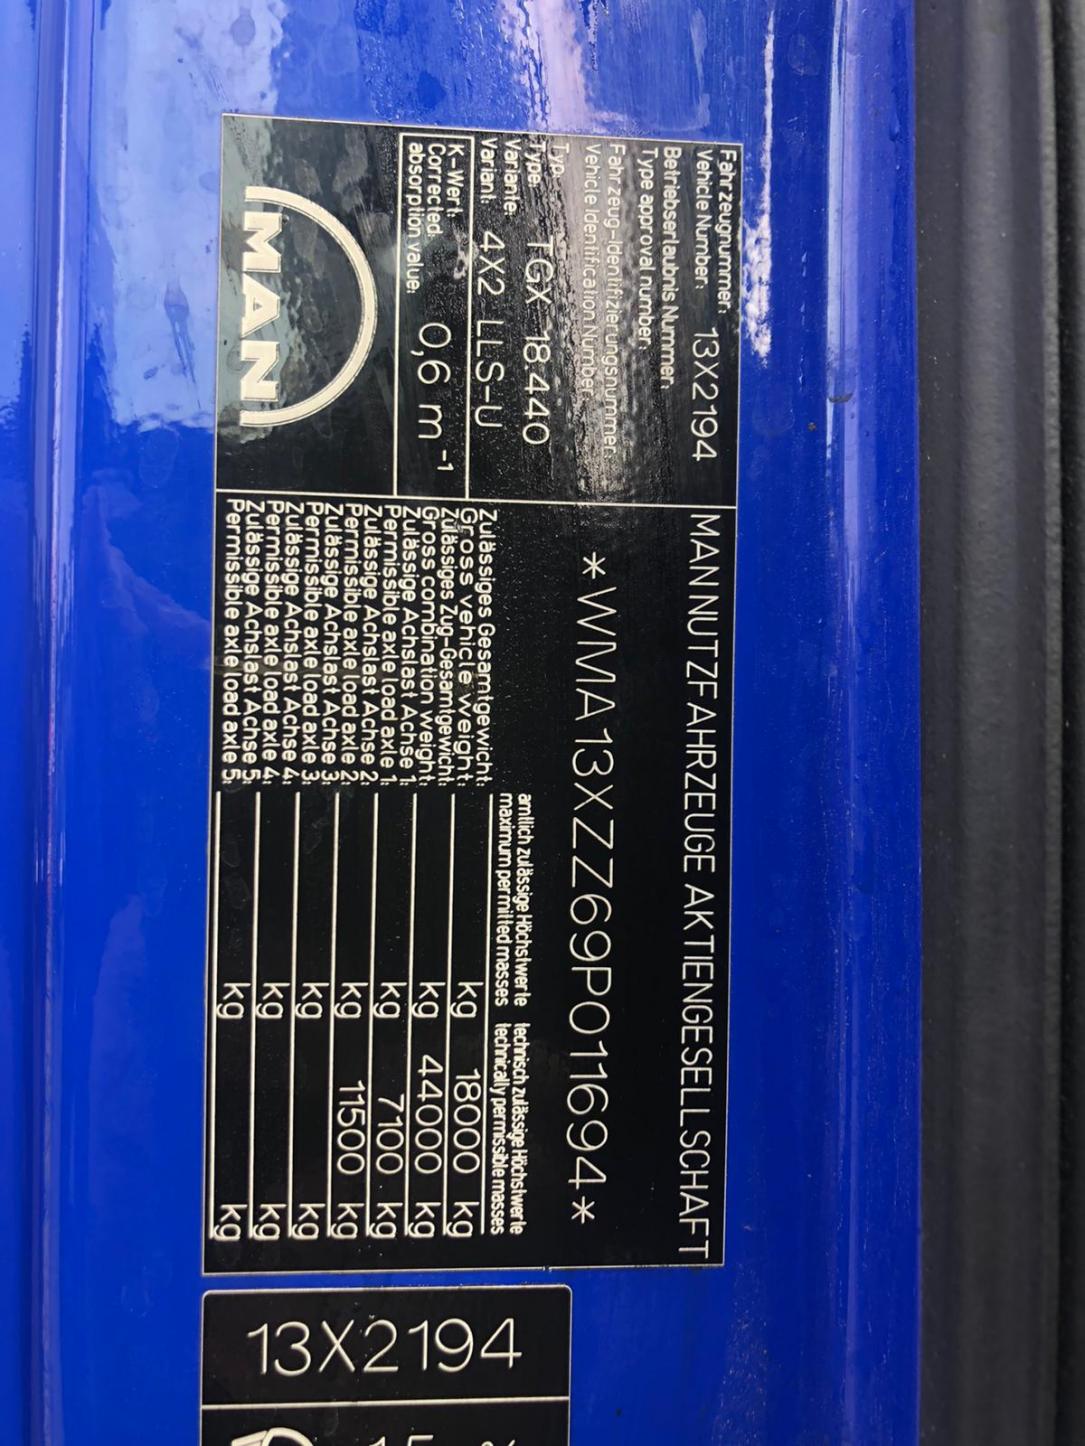 Fahrzeugnummer:
Vehicle Number: 13X2194
MAN NUTZFAHRZEUGE AKTIENGESELLSCHAFT
Betriebserlaubnis Nummer:
Type approval number:
Fahrzeug-Identifizierungsnummer:
Vehicle Identification Number:
*WMA13XZZ69P011694*
Typ:
Type: TGX 18.440
Variante:
Variant: 4X2 LLS-U
K-Wert:
Corrected
absorption value: 0,6 m⁻¹
MAN
amtlich zulässige Höchstwerte technisch zulässige Höchstwerte
maximum permitted masses technically permissible masses
Zulässiges Gesamtgewicht:
Gross vehicle weight: kg 18000 kg
Zulässiges Zug-Gesamtgewicht:
Gross combination weight: kg 44000 kg
Zulässige Achslast Achse 1:
Permissible axle load axle 1: kg 7100 kg
Zulässige Achslast Achse 2:
Permissible axle load axle 2: kg 11500 kg
Zulässige Achslast Achse 3:
Permissible axle load axle 3: kg kg
Zulässige Achslast Achse 4:
Permissible axle load axle 4: kg kg
Zulässige Achslast Achse 5:
Permissible axle load axle 5: kg kg
13X2194